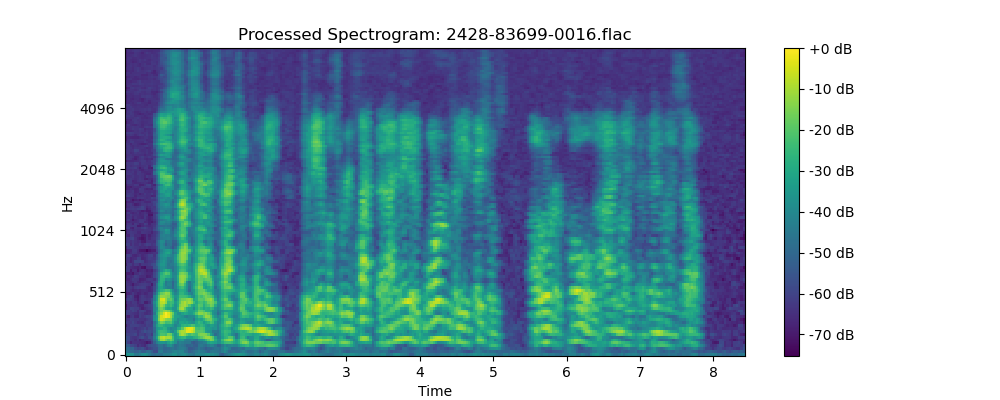 Processed Spectrogram: 2428-83699-0016.flac
Hz
4096
2048
1024
512
0
0 1 2 3 4 5 6 7 8
Time
+0 dB
-10 dB
-20 dB
-30 dB
-40 dB
-50 dB
-60 dB
-70 dB